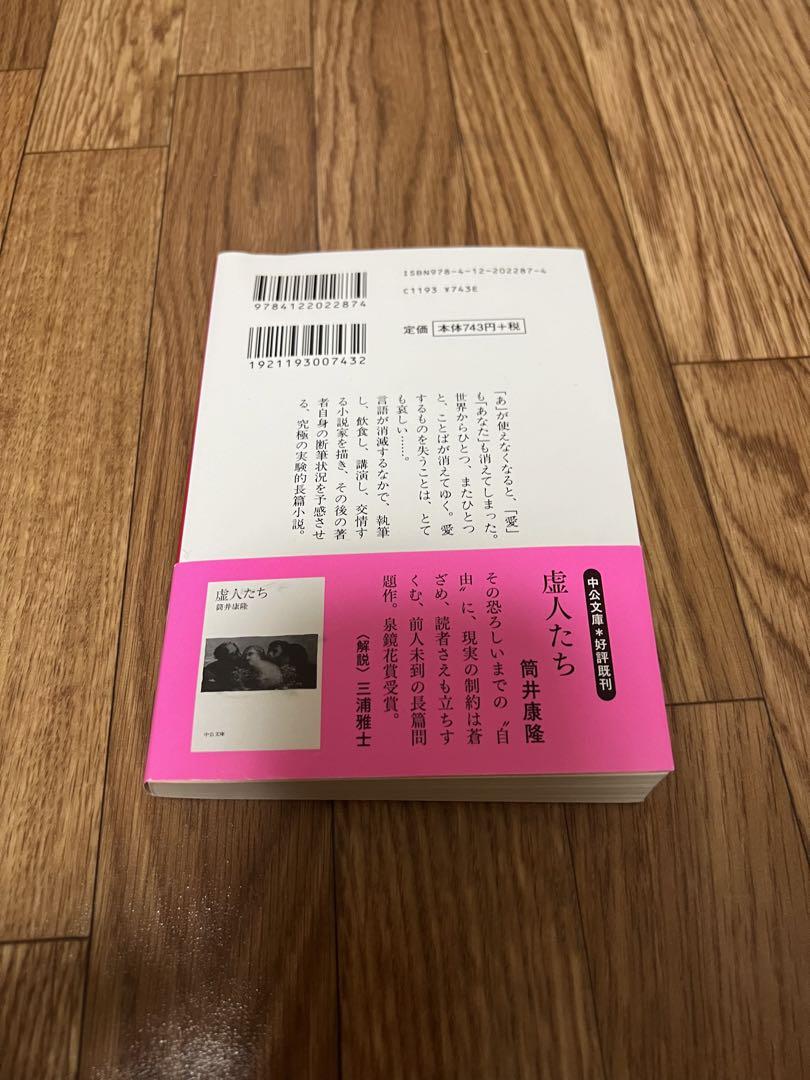 9784122022874
ISBN978-4-12-202287-4
C1193 ¥743E
定価 本体743円+税
1921193007432
「あ」が使えなくなると、「愛」
も「あなた」も消えてしまった。
世界からひとつ、またひとつ
と、ことばが消えてゆく。愛
するものを失うことは、とて
も哀しい……。
言語が消滅するなかで、執筆
し、飲食し、講演し、交情す
る小説家を描き、その後の著
者自身の断筆状況を予感させ
る、究極の実験的長篇小説。
中公文庫*好評既刊
虚人たち
筒井康隆
その恐ろしいまでの〝自
由〟に、現実の制約は蒼
ざめ、読者さえも立ちす
くむ、前人未到の長篇問
題作。泉鏡花賞受賞。
〈解説〉三浦雅士
虚人たち
筒井康隆
中公文庫